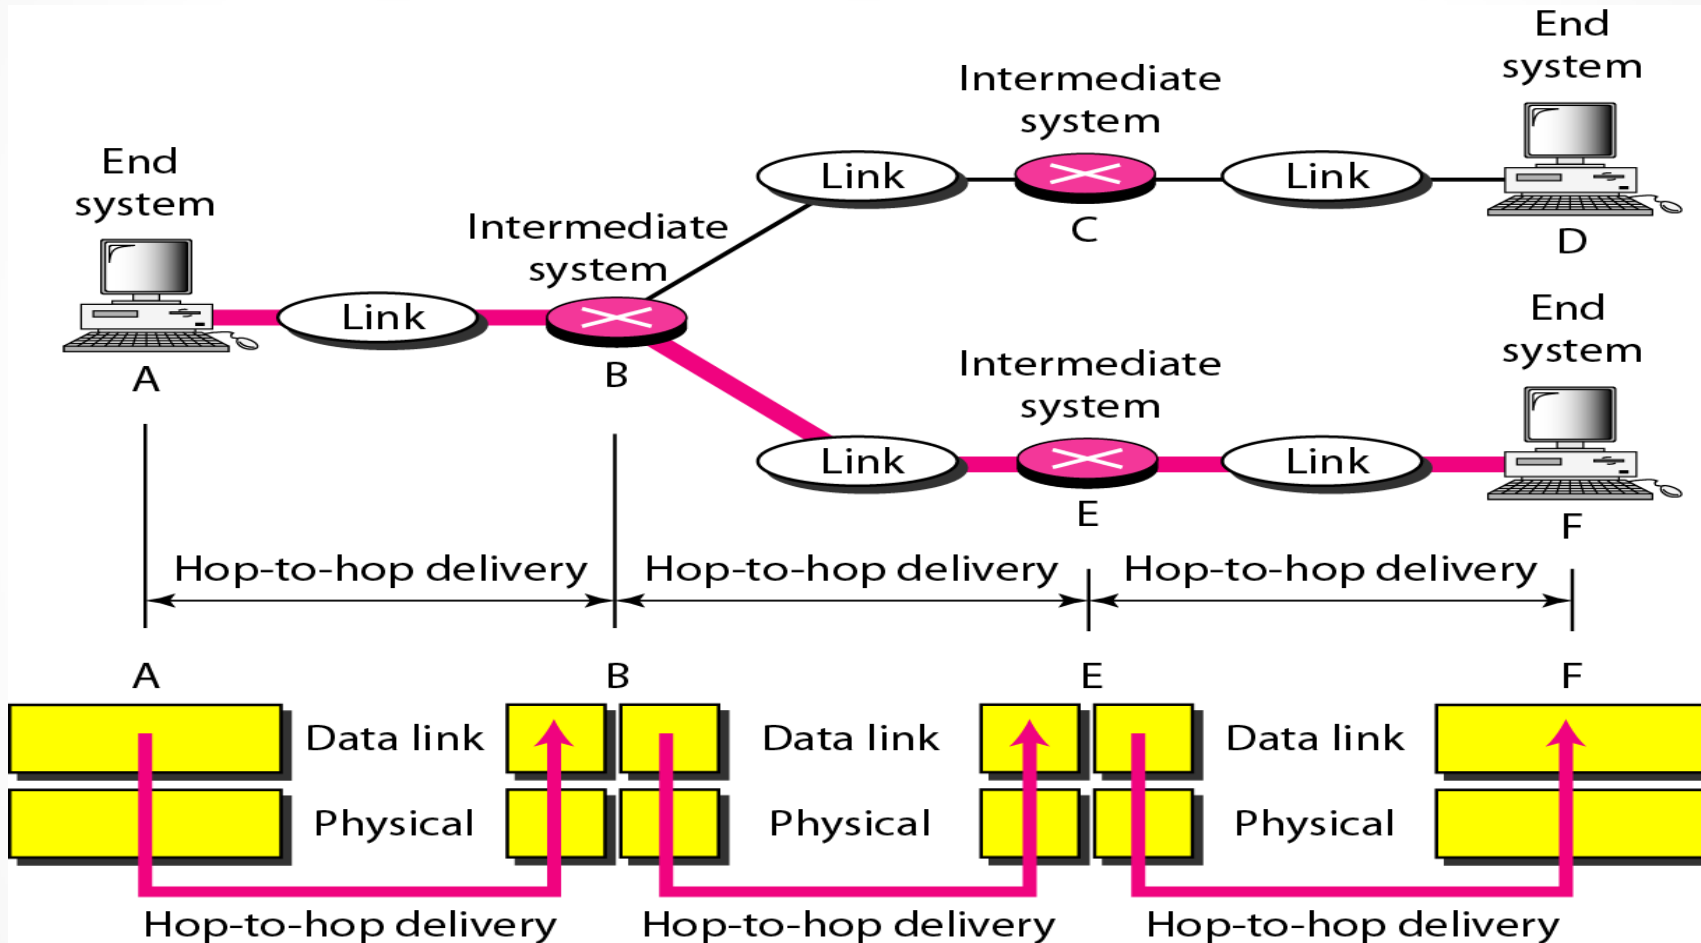 End
system
Intermediate
system
Link
Link
C
D
End
system
Intermediate
system
Link
A
B
End
system
Intermediate
system
Link
Link
E
F
Hop-to-hop delivery
Hop-to-hop delivery
Hop-to-hop delivery
A
B
E
F
Data link
Data link
Data link
Physical
Physical
Physical
Hop-to-hop delivery
Hop-to-hop delivery
Hop-to-hop delivery